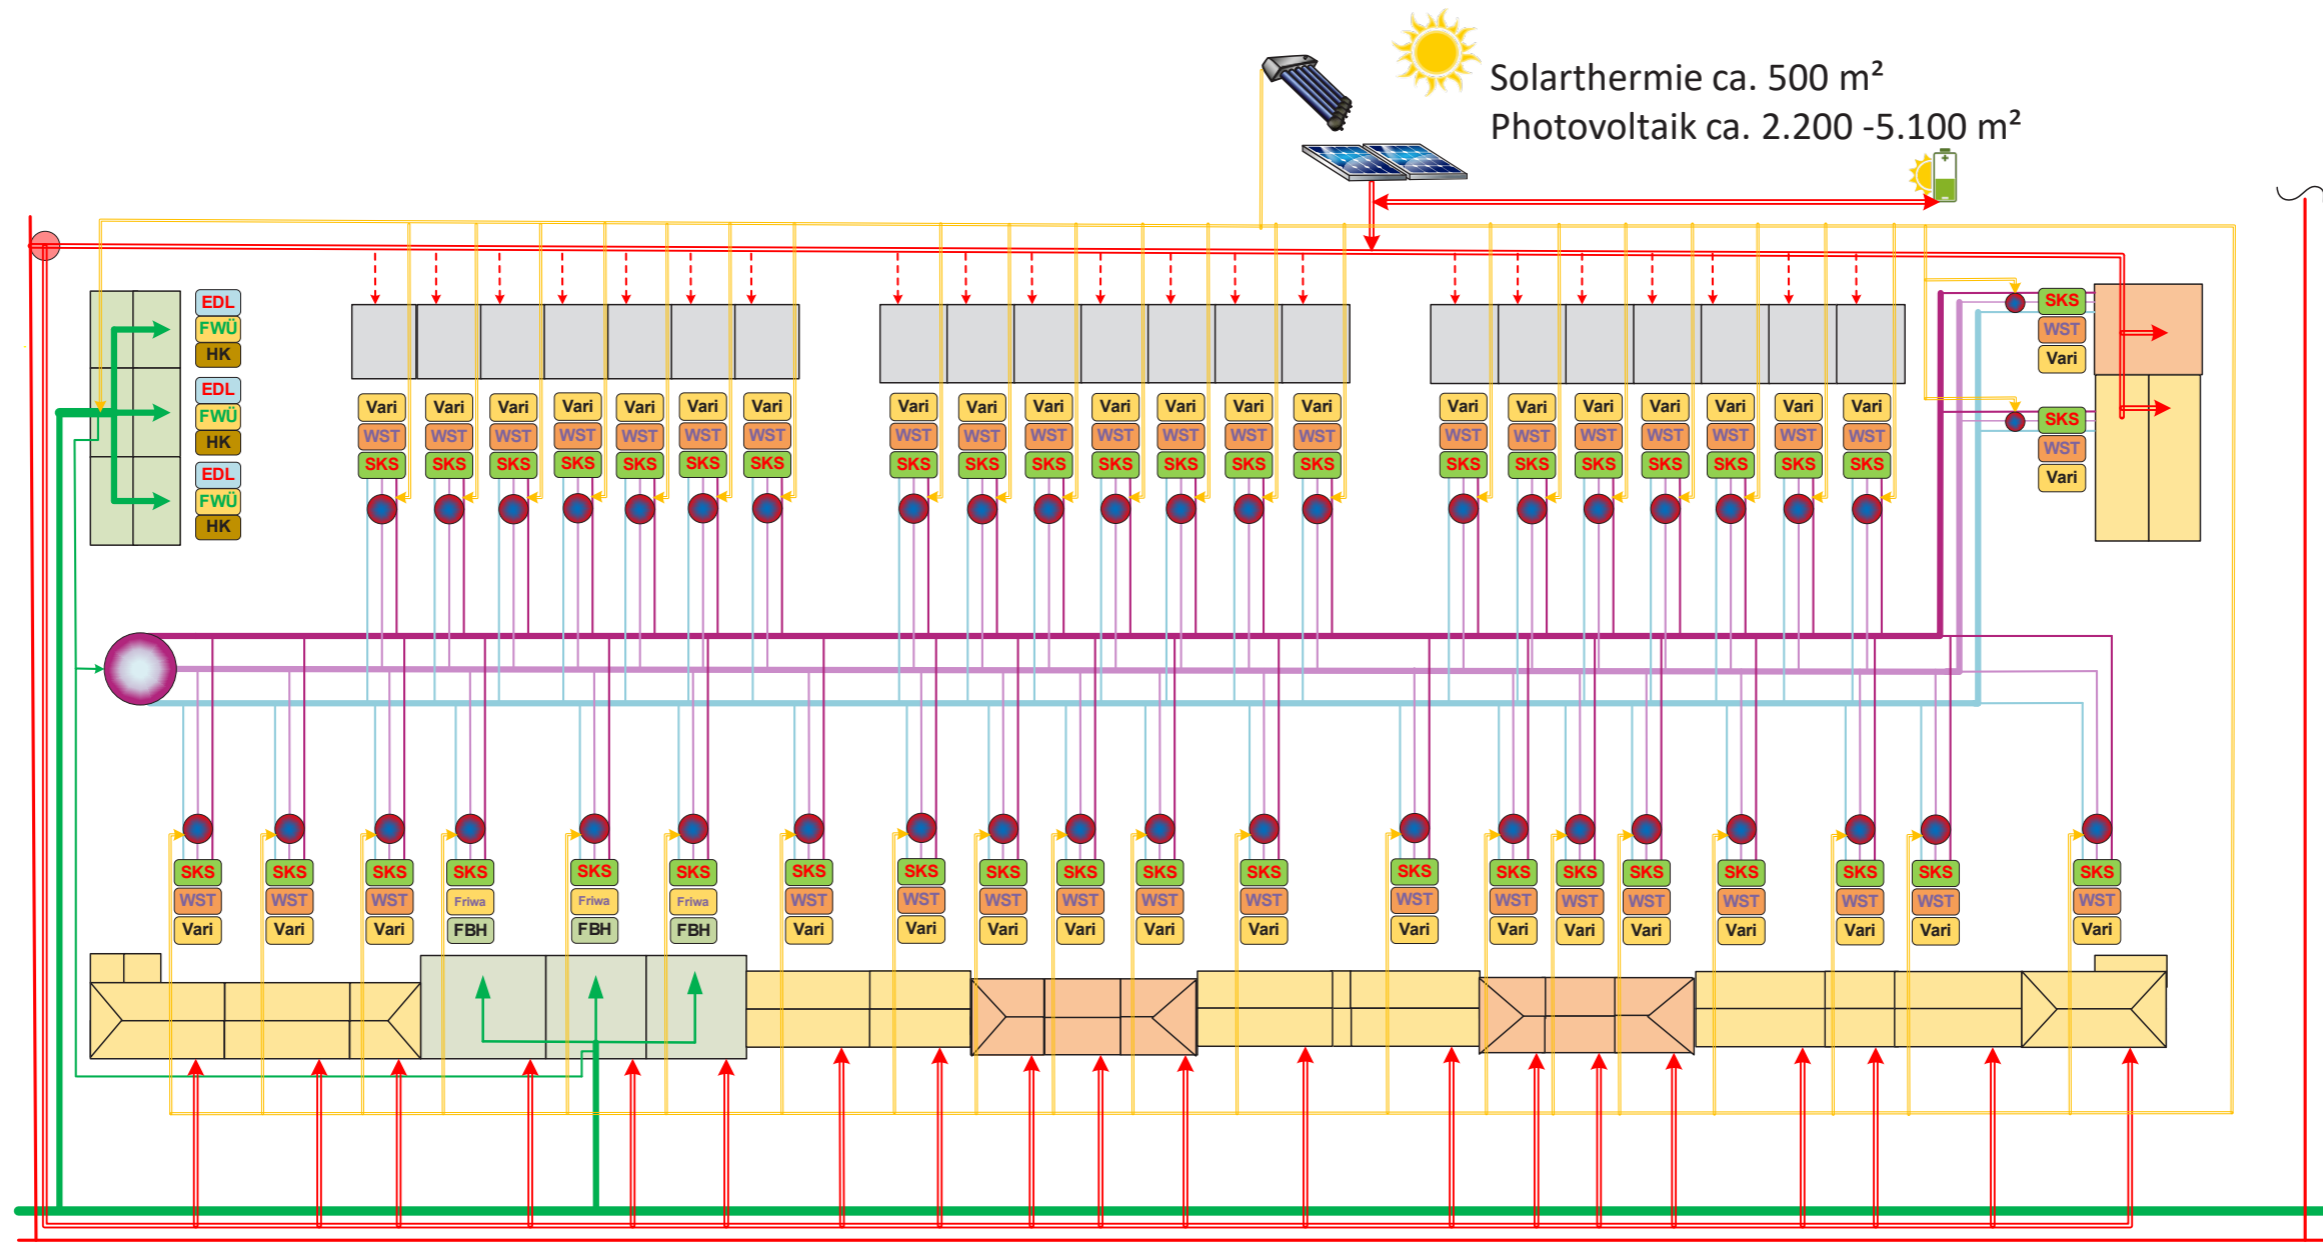 Solarthermie ca. 500 m²
Photovoltaik ca. 2.200 -5.100 m²
EDL
FWÜ
HK
EDL
FWÜ
HK
EDL
FWÜ
HK
Vari Vari Vari Vari Vari Vari Vari Vari Vari Vari Vari Vari Vari Vari Vari Vari Vari Vari Vari Vari Vari
WST WST WST WST WST WST WST WST WST WST WST WST WST WST WST WST WST WST WST WST WST
SKS SKS SKS SKS SKS SKS SKS SKS SKS SKS SKS SKS SKS SKS SKS SKS SKS SKS SKS SKS SKS
SKS
WST
Vari
SKS
WST
Vari
SKS SKS SKS SKS SKS SKS SKS SKS SKS SKS SKS SKS SKS SKS SKS SKS SKS SKS SKS SKS
WST WST WST Friwa Friwa Friwa WST WST WST WST WST WST WST WST WST WST WST WST WST WST
Vari Vari Vari FBH FBH FBH Vari Vari Vari Vari Vari Vari Vari Vari Vari Vari Vari Vari Vari Vari